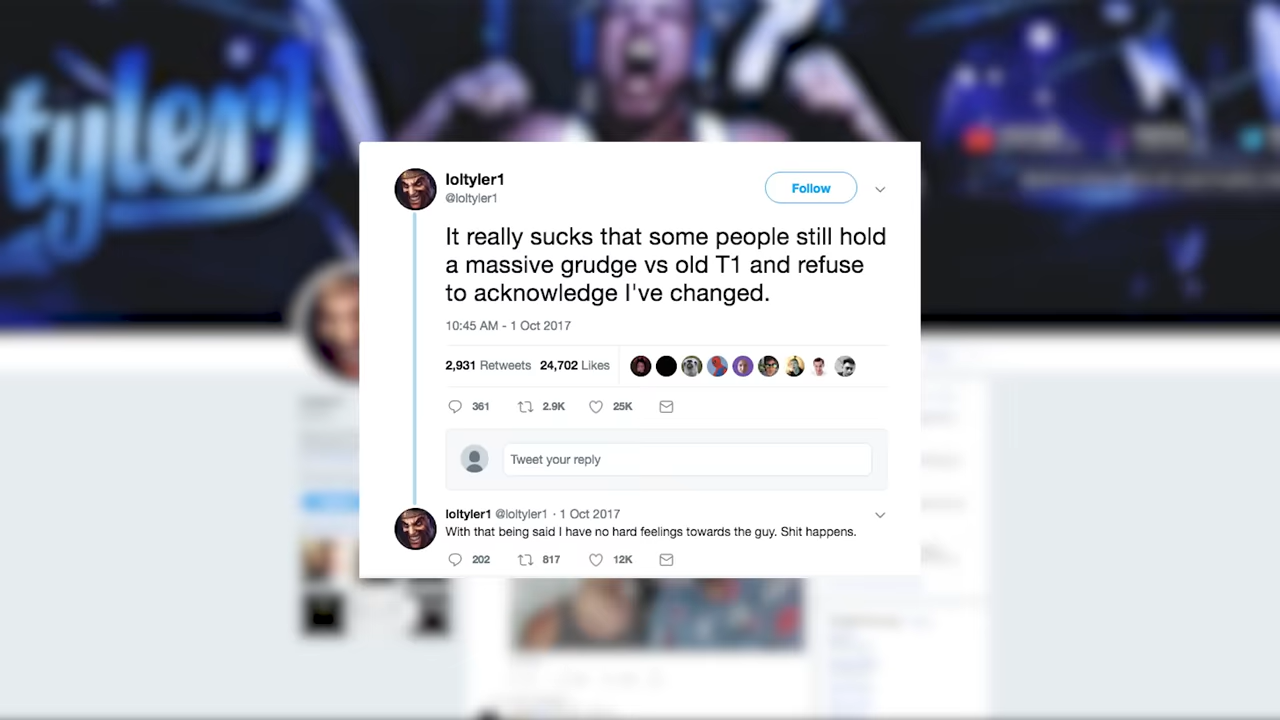 tyler1
loltyler1
@loltyler1
Follow
It really sucks that some people still hold
a massive grudge vs old T1 and refuse
to acknowledge I've changed.
10:45 AM - 1 Oct 2017
2,931 Retweets 24,702 Likes
361 2.9K 25K
Tweet your reply
loltyler1 @loltyler1 · 1 Oct 2017
With that being said I have no hard feelings towards the guy. Shit happens.
202 817 12K